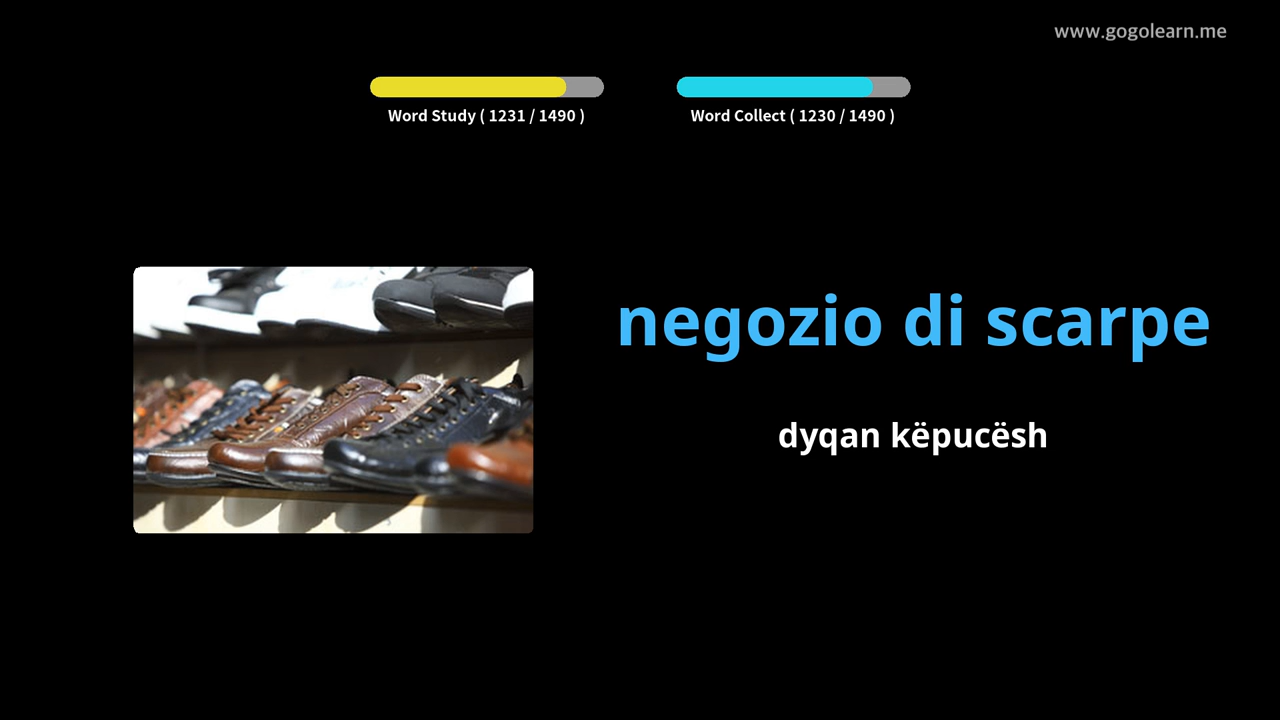 www.gogolearn.me
Word Study ( 1231 / 1490 )
Word Collect ( 1230 / 1490 )
negozio di scarpe
dyqan këpucësh